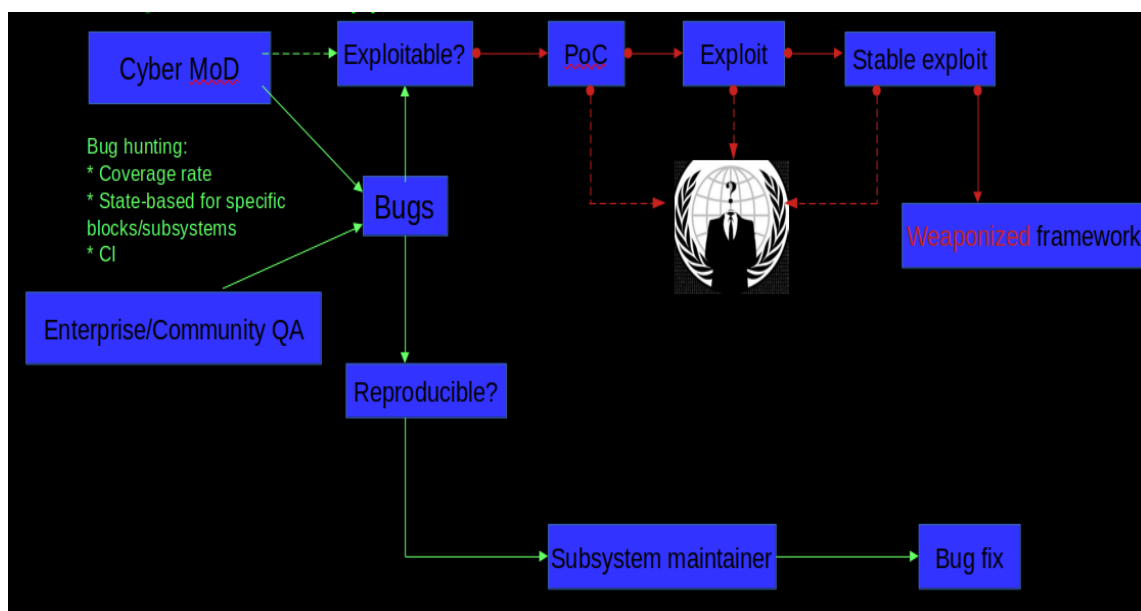 Cyber MoD
Exploitable?
PoC
Exploit
Stable exploit
Bug hunting:
* Coverage rate
* State-based for specific
blocks/subsystems
* CI
Bugs
?
Weaponized framework
Enterprise/Community QA
Reproducible?
Subsystem maintainer
Bug fix